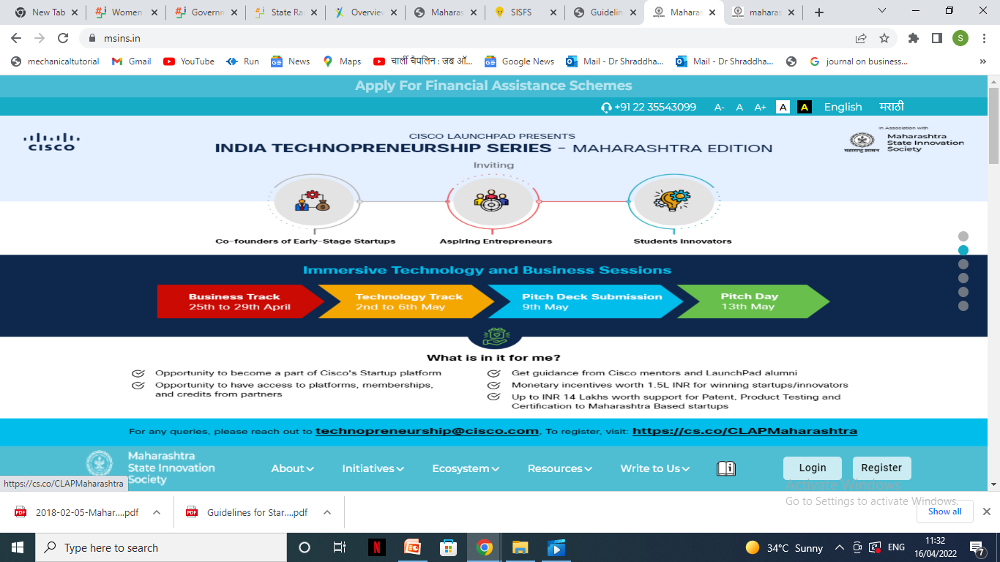 New Tab
Women
Governm
State Ra
Overview
Maharas
SISFS
Guidelin
Maharas
maharas
msins.in
S
mechanicaltutorial
Gmail
YouTube
Run
News
Maps
चार्ली चैपलिन : जब ऑ...
Google News
Mail - Dr Shraddha...
Mail - Dr Shraddha...
journal on business...
»
Apply For Financial Assistance Schemes
+91 22 35543099 A- A A+ A A English मराठी
CISCO
CISCO LAUNCHPAD PRESENTS
INDIA TECHNOPRENEURSHIP SERIES – MAHARASHTRA EDITION
in Association with
महाराष्ट्र शासन
Maharashtra
State Innovation
Society
Inviting
Co-founders of Early-Stage Startups
Aspiring Entrepreneurs
Students Innovators
Immersive Technology and Business Sessions
Business Track
25th to 29th April
Technology Track
2nd to 6th May
Pitch Deck Submission
9th May
Pitch Day
13th May
What is in it for me?
Opportunity to become a part of Cisco's Startup platform
Opportunity to have access to platforms, memberships,
and credits from partners
Get guidance from Cisco mentors and LaunchPad alumni
Monetary incentives worth 1.5L INR for winning startups/innovators
Up to INR 14 Lakhs worth support for Patent, Product Testing and
Certification to Maharashtra Based startups
For any queries, please reach out to technopreneurship@cisco.com, To register, visit: https://cs.co/CLAPMaharashtra
Maharashtra
State Innovation
Society
About
Initiatives
Ecosystem
Resources
Write to Us
Login
Register
https://cs.co/CLAPMaharashtra
Activate Windows
Go to Settings to activate Windows.
2018-02-05-Mahar....pdf
Guidelines for Star....pdf
Show all
Type here to search
34°C Sunny
ENG
11:32
16/04/2022
7